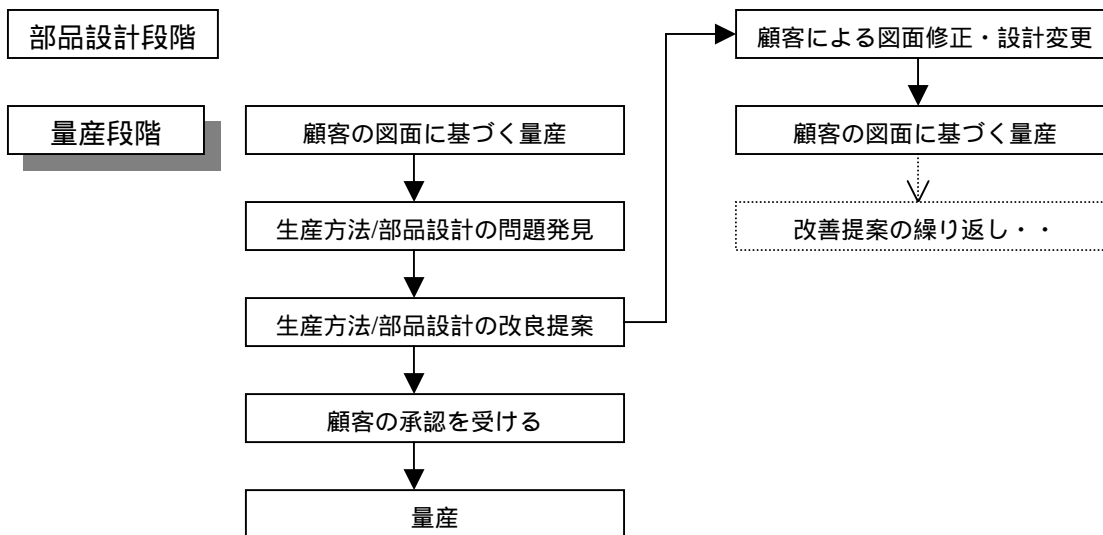 部品設計段階
量産段階
顧客の図面に基づく量産
生産方法/部品設計の問題発見
生産方法/部品設計の改良提案
顧客の承認を受ける
量産
顧客による図面修正・設計変更
顧客の図面に基づく量産
改善提案の繰り返し・・